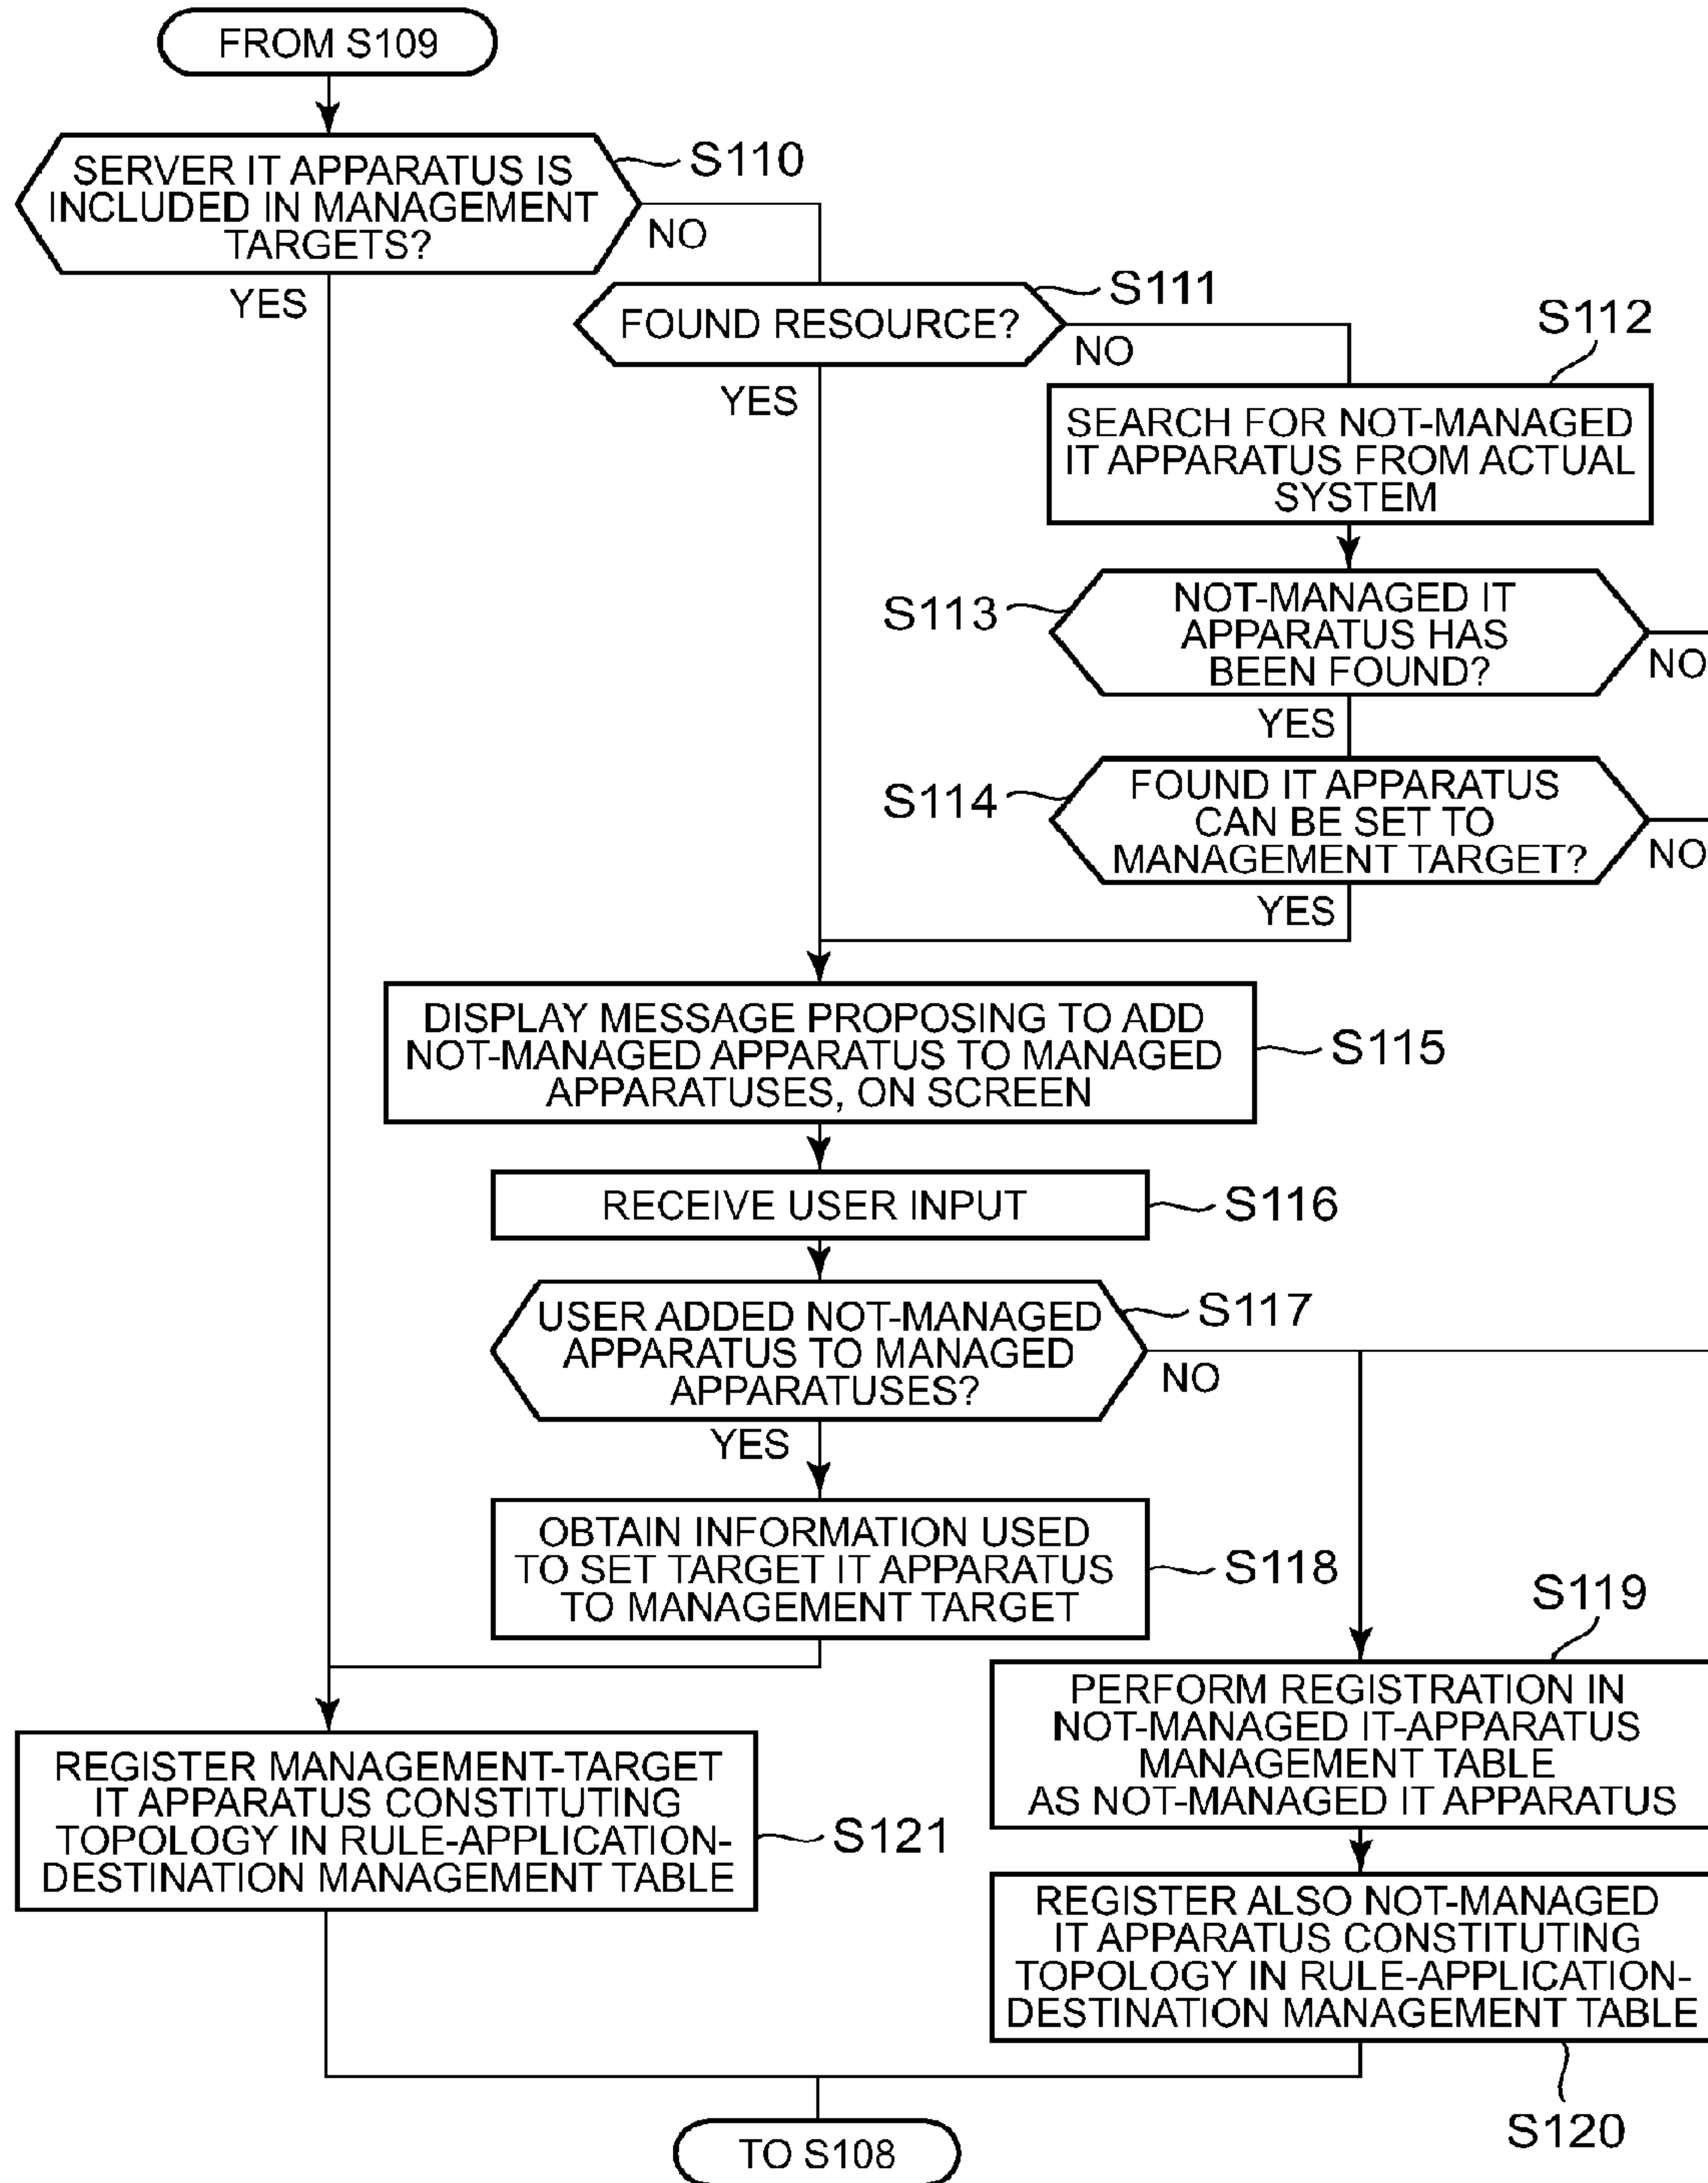 FROM S109
SERVER IT APPARATUS IS
INCLUDED IN MANAGEMENT
TARGETS?
S110
NO
YES
FOUND RESOURCE?
S111
NO
YES
S112
SEARCH FOR NOT-MANAGED
IT APPARATUS FROM ACTUAL
SYSTEM
S113
NOT-MANAGED IT
APPARATUS HAS
BEEN FOUND?
NO
YES
S114
FOUND IT APPARATUS
CAN BE SET TO
MANAGEMENT TARGET?
NO
YES
DISPLAY MESSAGE PROPOSING TO ADD
NOT-MANAGED APPARATUS TO MANAGED
APPARATUSES, ON SCREEN
S115
RECEIVE USER INPUT
S116
USER ADDED NOT-MANAGED
APPARATUS TO MANAGED
APPARATUSES?
S117
NO
YES
OBTAIN INFORMATION USED
TO SET TARGET IT APPARATUS
TO MANAGEMENT TARGET
S118
S119
PERFORM REGISTRATION IN
NOT-MANAGED IT-APPARATUS
MANAGEMENT TABLE
AS NOT-MANAGED IT APPARATUS
REGISTER MANAGEMENT-TARGET
IT APPARATUS CONSTITUTING
TOPOLOGY IN RULE-APPLICATION-
DESTINATION MANAGEMENT TABLE
S121
REGISTER ALSO NOT-MANAGED
IT APPARATUS CONSTITUTING
TOPOLOGY IN RULE-APPLICATION-
DESTINATION MANAGEMENT TABLE
S120
TO S108